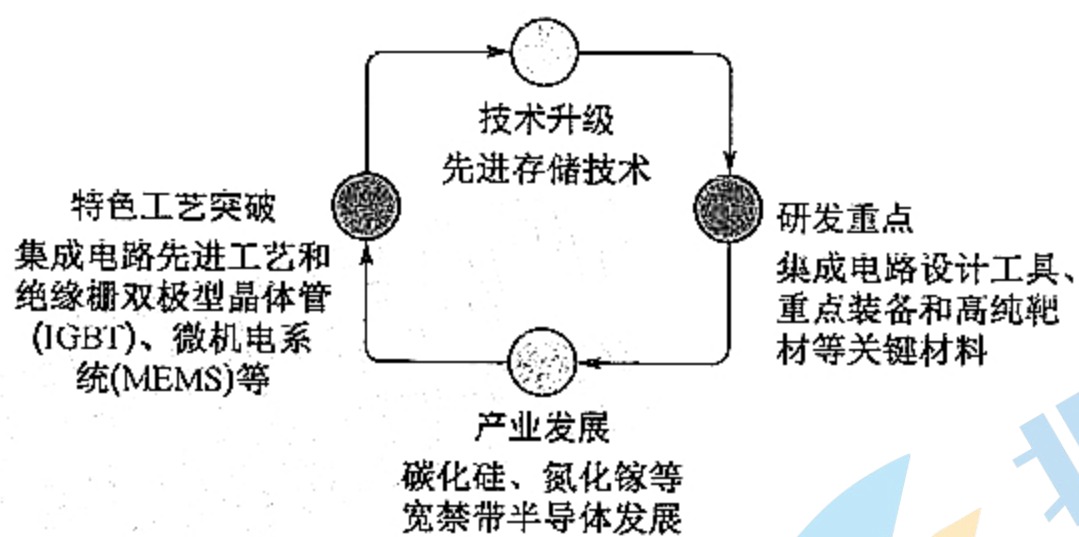 技术升级
先进存储技术
特色工艺突破
集成电路先进工艺和
绝缘栅双极型晶体管
(IGBT)、微机电系
统(MEMS)等
研发重点
集成电路设计工具、
重点装备和高纯靶
材等关键材料
产业发展
碳化硅、氮化镓等
宽禁带半导体发展